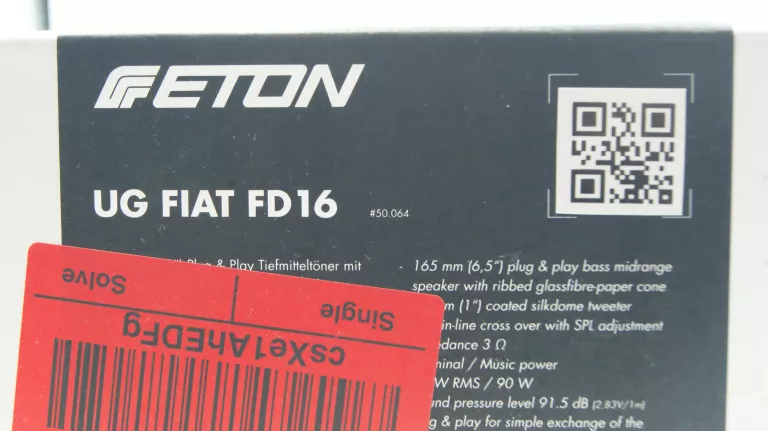 ETON
UG FIAT FD16 #50.064
Plug & Play Tiefmitteltöner mit
- 165 mm (6,5") plug & play bass midrange
speaker with ribbed glassfibre-paper cone
(1") coated silkdome tweeter
in-line cross over with SPL adjustment
3 Ω
/ Music power
W RMS / 90 W
pressure level 91.5 dB (2,83V/1m)
& play for simple exchange of the
Single
Solve
csXe1AhEDFg